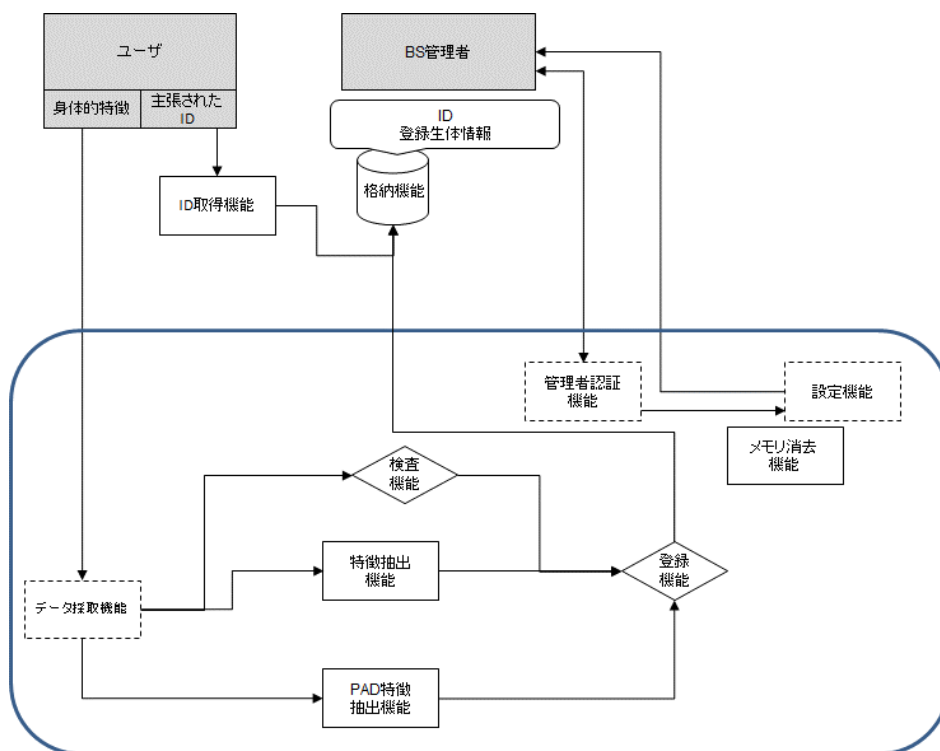 ユーザ
BS管理者
身体的特徴
主張された
ID
ID
登録生体情報
ID取得機能
格納機能
管理者認証
機能
設定機能
メモリ消去
機能
検査
機能
特徴抽出
機能
登録
機能
データ採取機能
PAD特徴
抽出機能